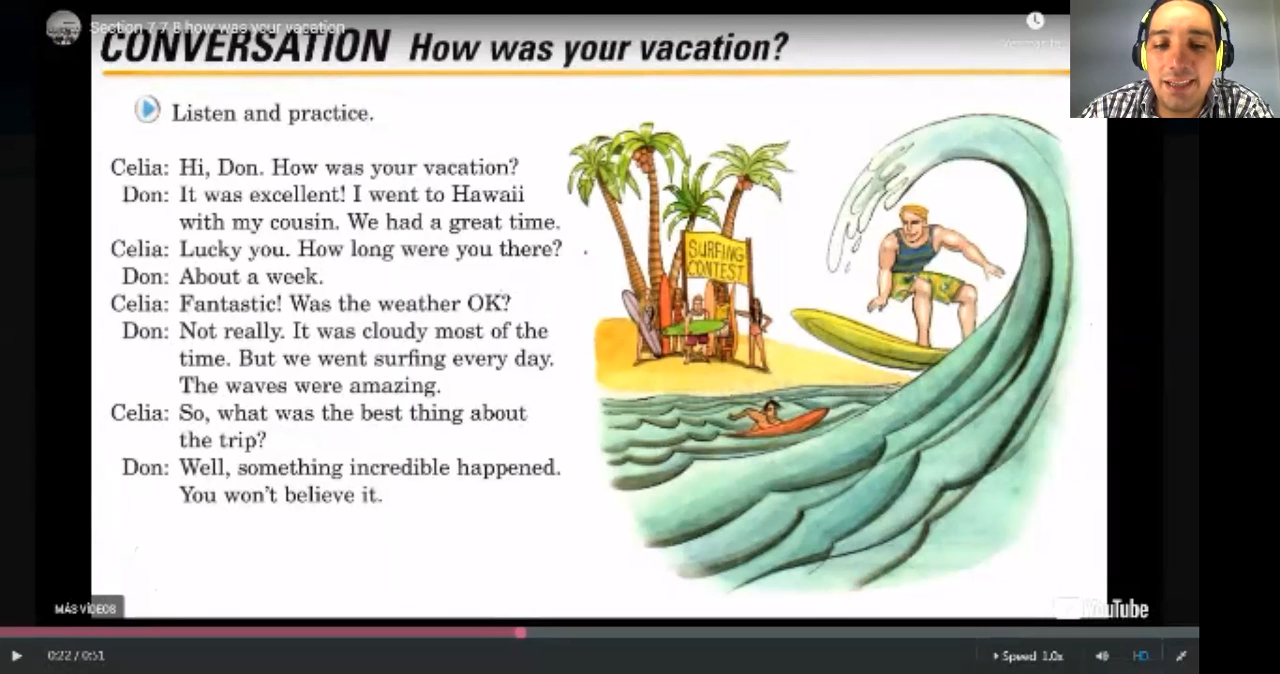 Section 7 7 8 how was your vacation
CONVERSATION How was your vacation?
Listen and practice.
Celia: Hi, Don. How was your vacation?
Don: It was excellent! I went to Hawaii
with my cousin. We had a great time.
Celia: Lucky you. How long were you there?
Don: About a week.
Celia: Fantastic! Was the weather OK?
Don: Not really. It was cloudy most of the
time. But we went surfing every day.
The waves were amazing.
Celia: So, what was the best thing about
the trip?
Don: Well, something incredible happened.
You won't believe it.
SURFING
CONTEST
MÁS VÍDEOS
YouTube
0:22 / 0:51
Speed 1.0x
HD